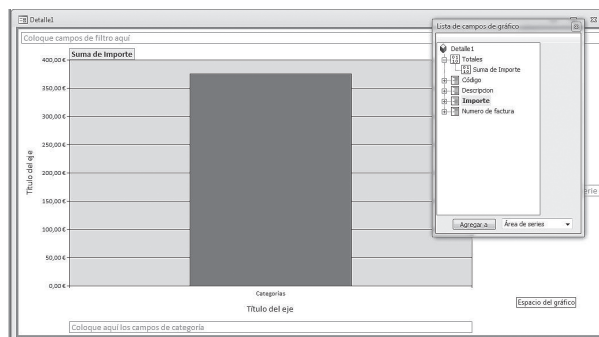 Detalle1
Coloque campos de filtro aquí
Suma de Importe
400,00 €
350,00 €
300,00 €
250,00 €
200,00 €
150,00 €
100,00 €
50,00 €
0,00 €
Título del eje
Categorías
Título del eje
Coloque aquí los campos de categoría
Espacio del gráfico
erie
Lista de campos de gráfico
Detalle1
Totales
Suma de Importe
Código
Descripcion
Importe
Numero de factura
Agregar a
Área de series